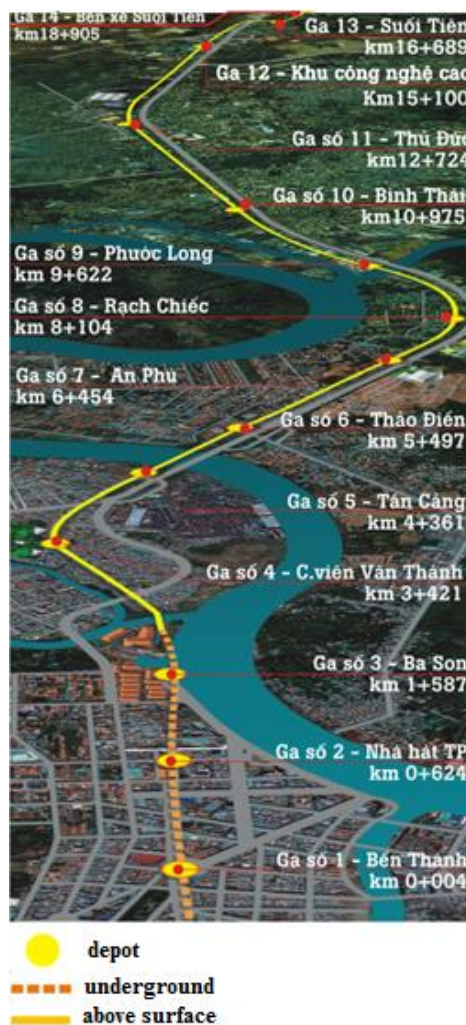 Ga 14 - Bến xe Suối Tiên
km18+905
Ga 13 - Suối Tiên
km16+689
Ga 12 - Khu công nghệ cao
Km15+100
Ga số 11 - Thủ Đức
km12+724
Ga số 10 - Bình Thái
km10+975
Ga số 9 - Phước Long
km 9+622
Ga số 8 - Rạch Chiếc
km 8+104
Ga số 7 - An Phú
km 6+454
Ga số 6 - Thảo Điền
km 5+497
Ga số 5 - Tân Cảng
km 4+361
Ga số 4 - C.viên Văn Thánh
km 3+421
Ga số 3 - Ba Son
km 1+587
Ga số 2 - Nhà hát TP
km 0+624
Ga số 1 - Bến Thành
km 0+004
depot
underground
above surface